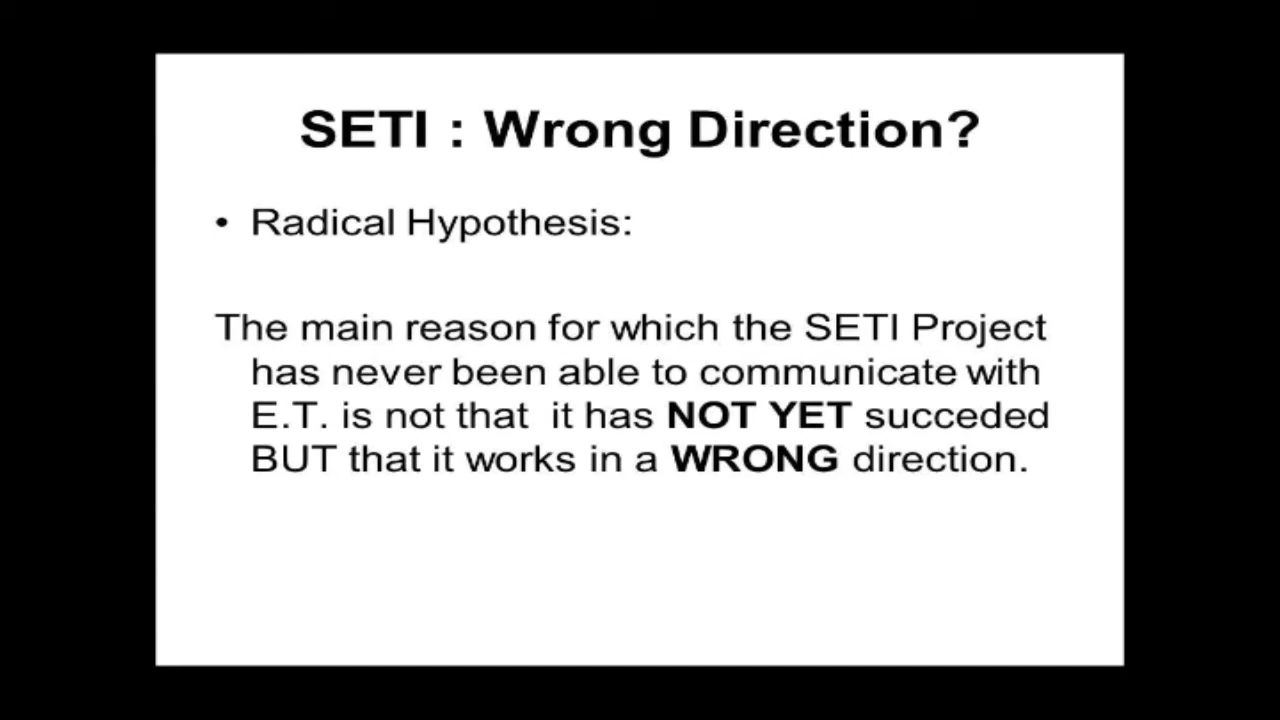 SETI : Wrong Direction?
• Radical Hypothesis:
The main reason for which the SETI Project
has never been able to communicate with
E.T. is not that it has NOT YET succeded
BUT that it works in a WRONG direction.